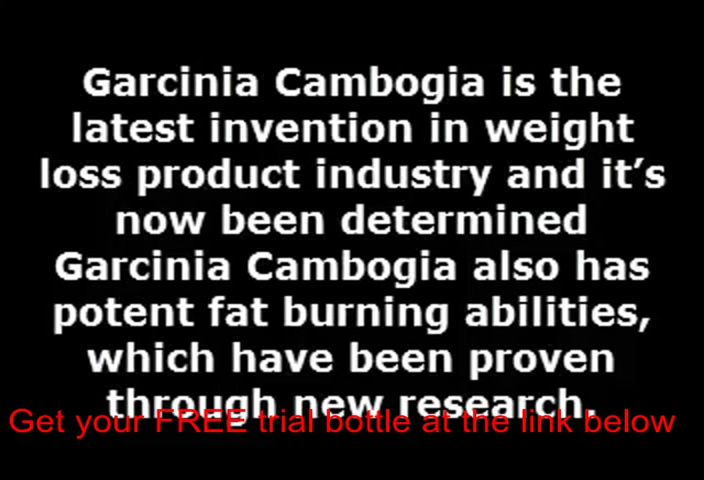 Garcinia Cambogia is the
latest invention in weight
loss product industry and it’s
now been determined
Garcinia Cambogia also has
potent fat burning abilities,
which have been proven
through new research.
Get your FREE trial bottle at the link below